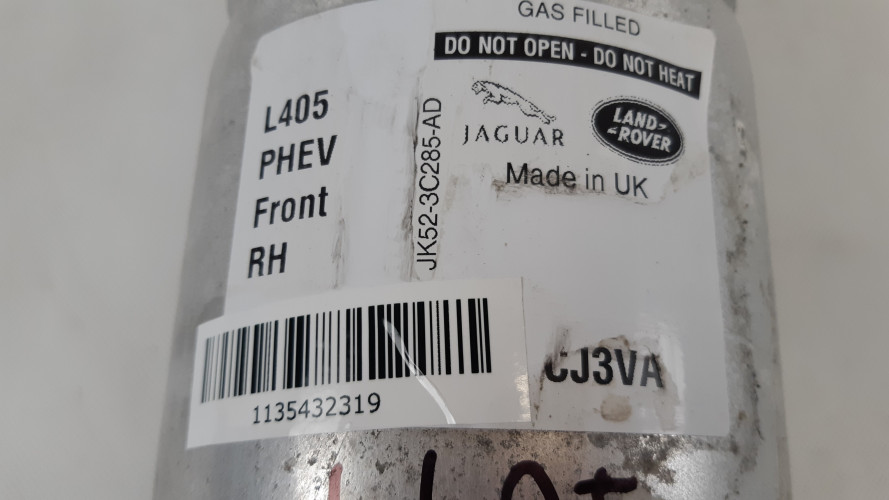 GAS FILLED
DO NOT OPEN - DO NOT HEAT
L405
PHEV
Front
RH
JK52-3C285-AD
JAGUAR
LAND-
-ROVER
Made in UK
CJ3VA
1135432319